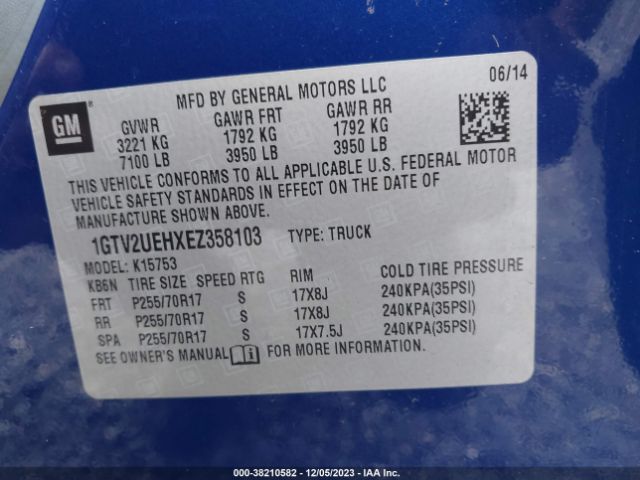 MFD BY GENERAL MOTORS LLC 06/14
GM GVWR GAWR FRT GAWR RR
3221 KG 1792 KG 1792 KG
7100 LB 3950 LB 3950 LB
THIS VEHICLE CONFORMS TO ALL APPLICABLE U.S. FEDERAL MOTOR
VEHICLE SAFETY STANDARDS IN EFFECT ON THE DATE OF
MANUFACTURE SHOWN ABOVE.
1GTV2UEHXEZ358103 TYPE: TRUCK
MODEL: K15753
KB6N TIRE SIZE SPEED RTG RIM COLD TIRE PRESSURE
FRT P255/70R17 S 17X8J 240KPA(35PSI)
RR P255/70R17 S 17X8J 240KPA(35PSI)
SPA P255/70R17 S 17X7.5J 240KPA(35PSI)
SEE OWNER'S MANUAL FOR MORE INFORMATION.
000-38210582 - 12/05/2023 - IAA Inc.